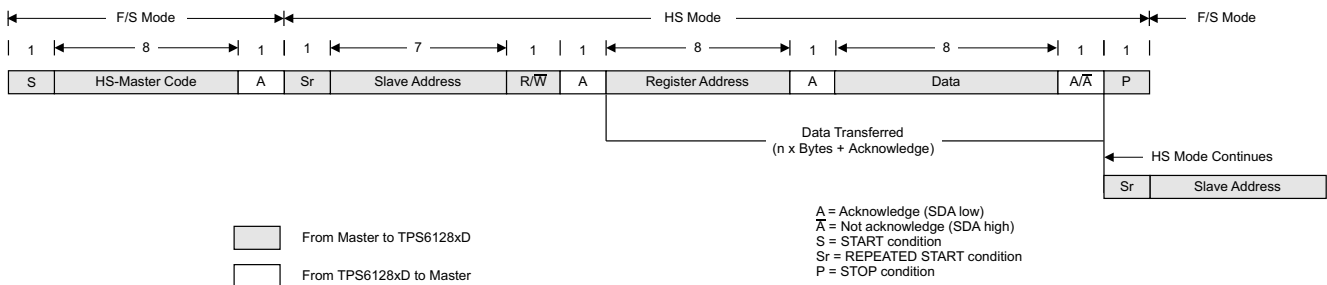 F/S Mode HS Mode F/S Mode
1 8 1 1 7 1 1 8 1 8 1 1
S HS-Master Code A Sr Slave Address R/W̅ A Register Address A Data A/A̅ P
Data Transferred
(n x Bytes + Acknowledge)
HS Mode Continues
Sr Slave Address
A = Acknowledge (SDA low)
A̅ = Not acknowledge (SDA high)
S = START condition
Sr = REPEATED START condition
P = STOP condition
From Master to TPS6128xD
From TPS6128xD to Master